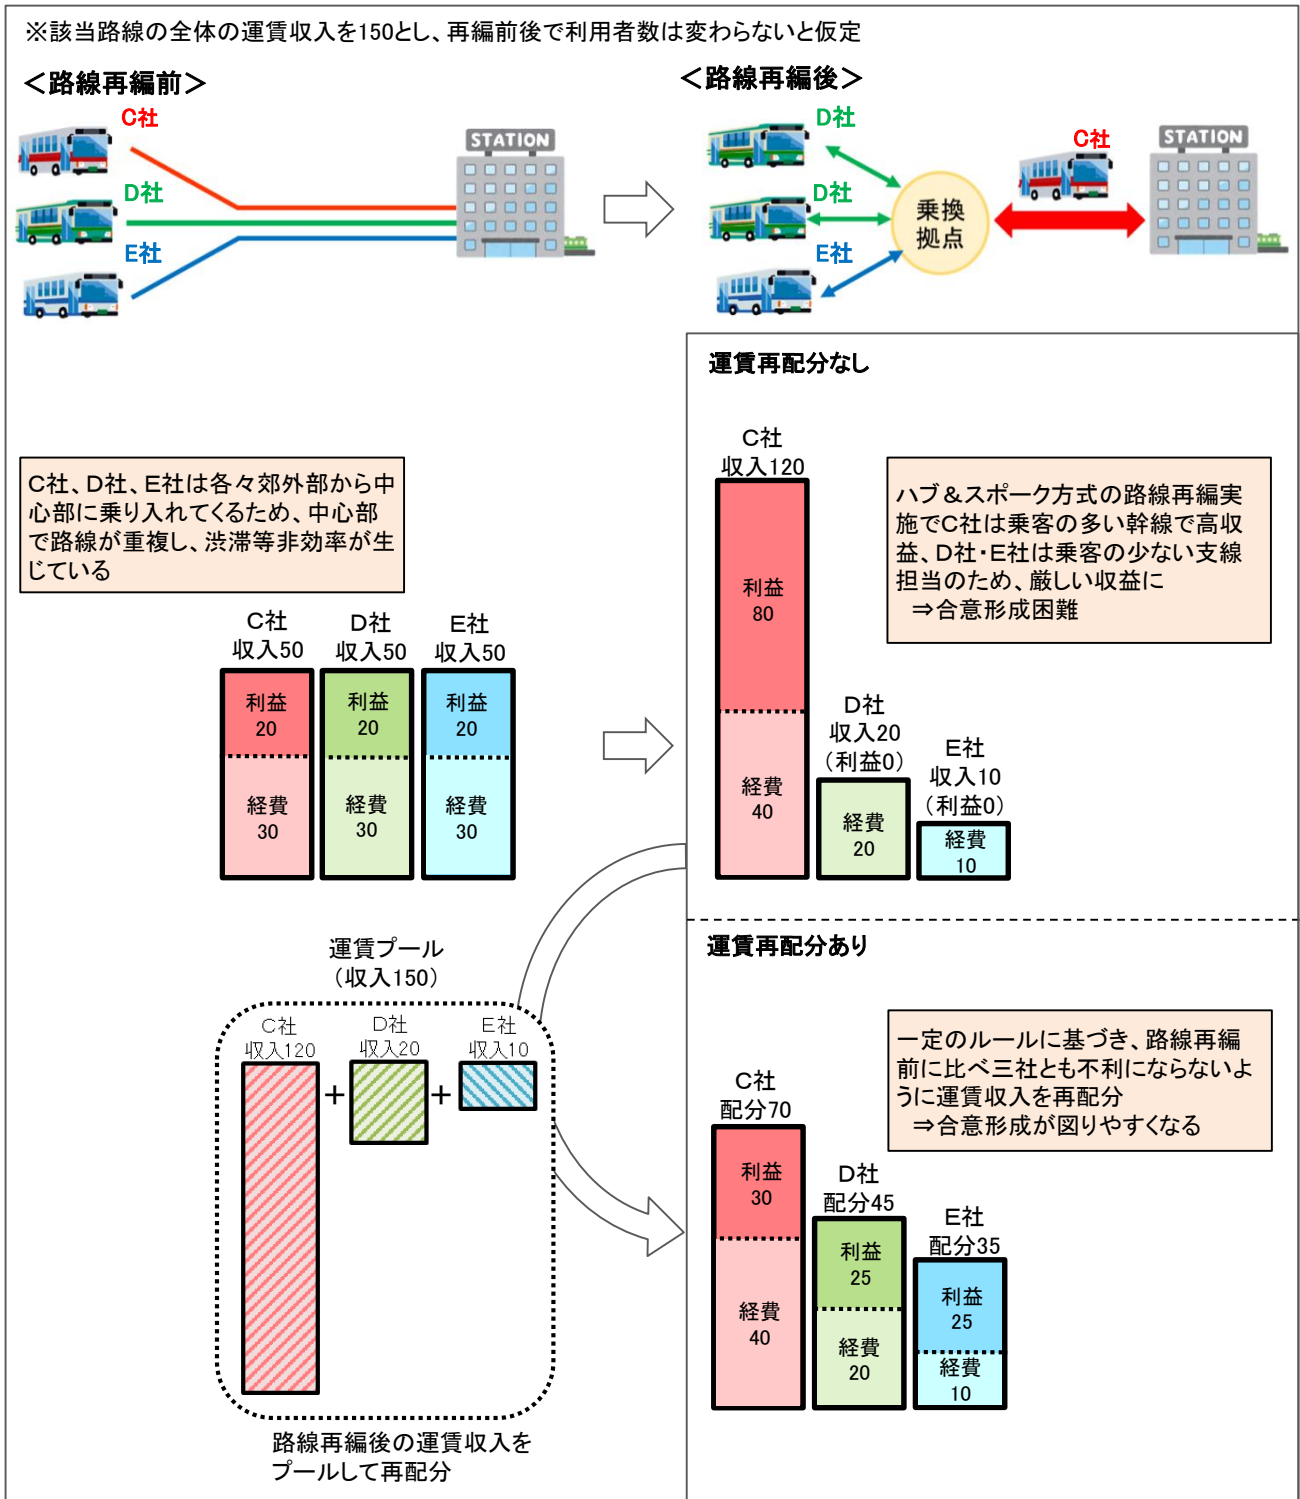 ※該当路線の全体の運賃収入を150とし、再編前後で利用者数は変わらないと仮定
＜路線再編前＞
C社
D社
E社
STATION
＜路線再編後＞
D社
D社
E社
乗換
拠点
C社
STATION
C社、D社、E社は各々郊外部から中
心部に乗り入れてくるため、中心部
で路線が重複し、渋滞等非効率が生
じている
C社
収入50
利益
20
経費
30
D社
収入50
利益
20
経費
30
E社
収入50
利益
20
経費
30
運賃再配分なし
C社
収入120
利益
80
経費
40
D社
収入20
（利益0）
経費
20
E社
収入10
（利益0）
経費
10
ハブ＆スポーク方式の路線再編実
施でC社は乗客の多い幹線で高収
益、D社・E社は乗客の少ない支線
担当のため、厳しい収益に
⇒合意形成困難
運賃プール
（収入150）
C社
収入120
+
D社
収入20
+
E社
収入10
路線再編後の運賃収入を
プールして再配分
運賃再配分あり
C社
配分70
利益
30
経費
40
D社
配分45
利益
25
経費
20
E社
配分35
利益
25
経費
10
一定のルールに基づき、路線再編
前に比べ三社とも不利にならないよ
うに運賃収入を再配分
⇒合意形成が図りやすくなる